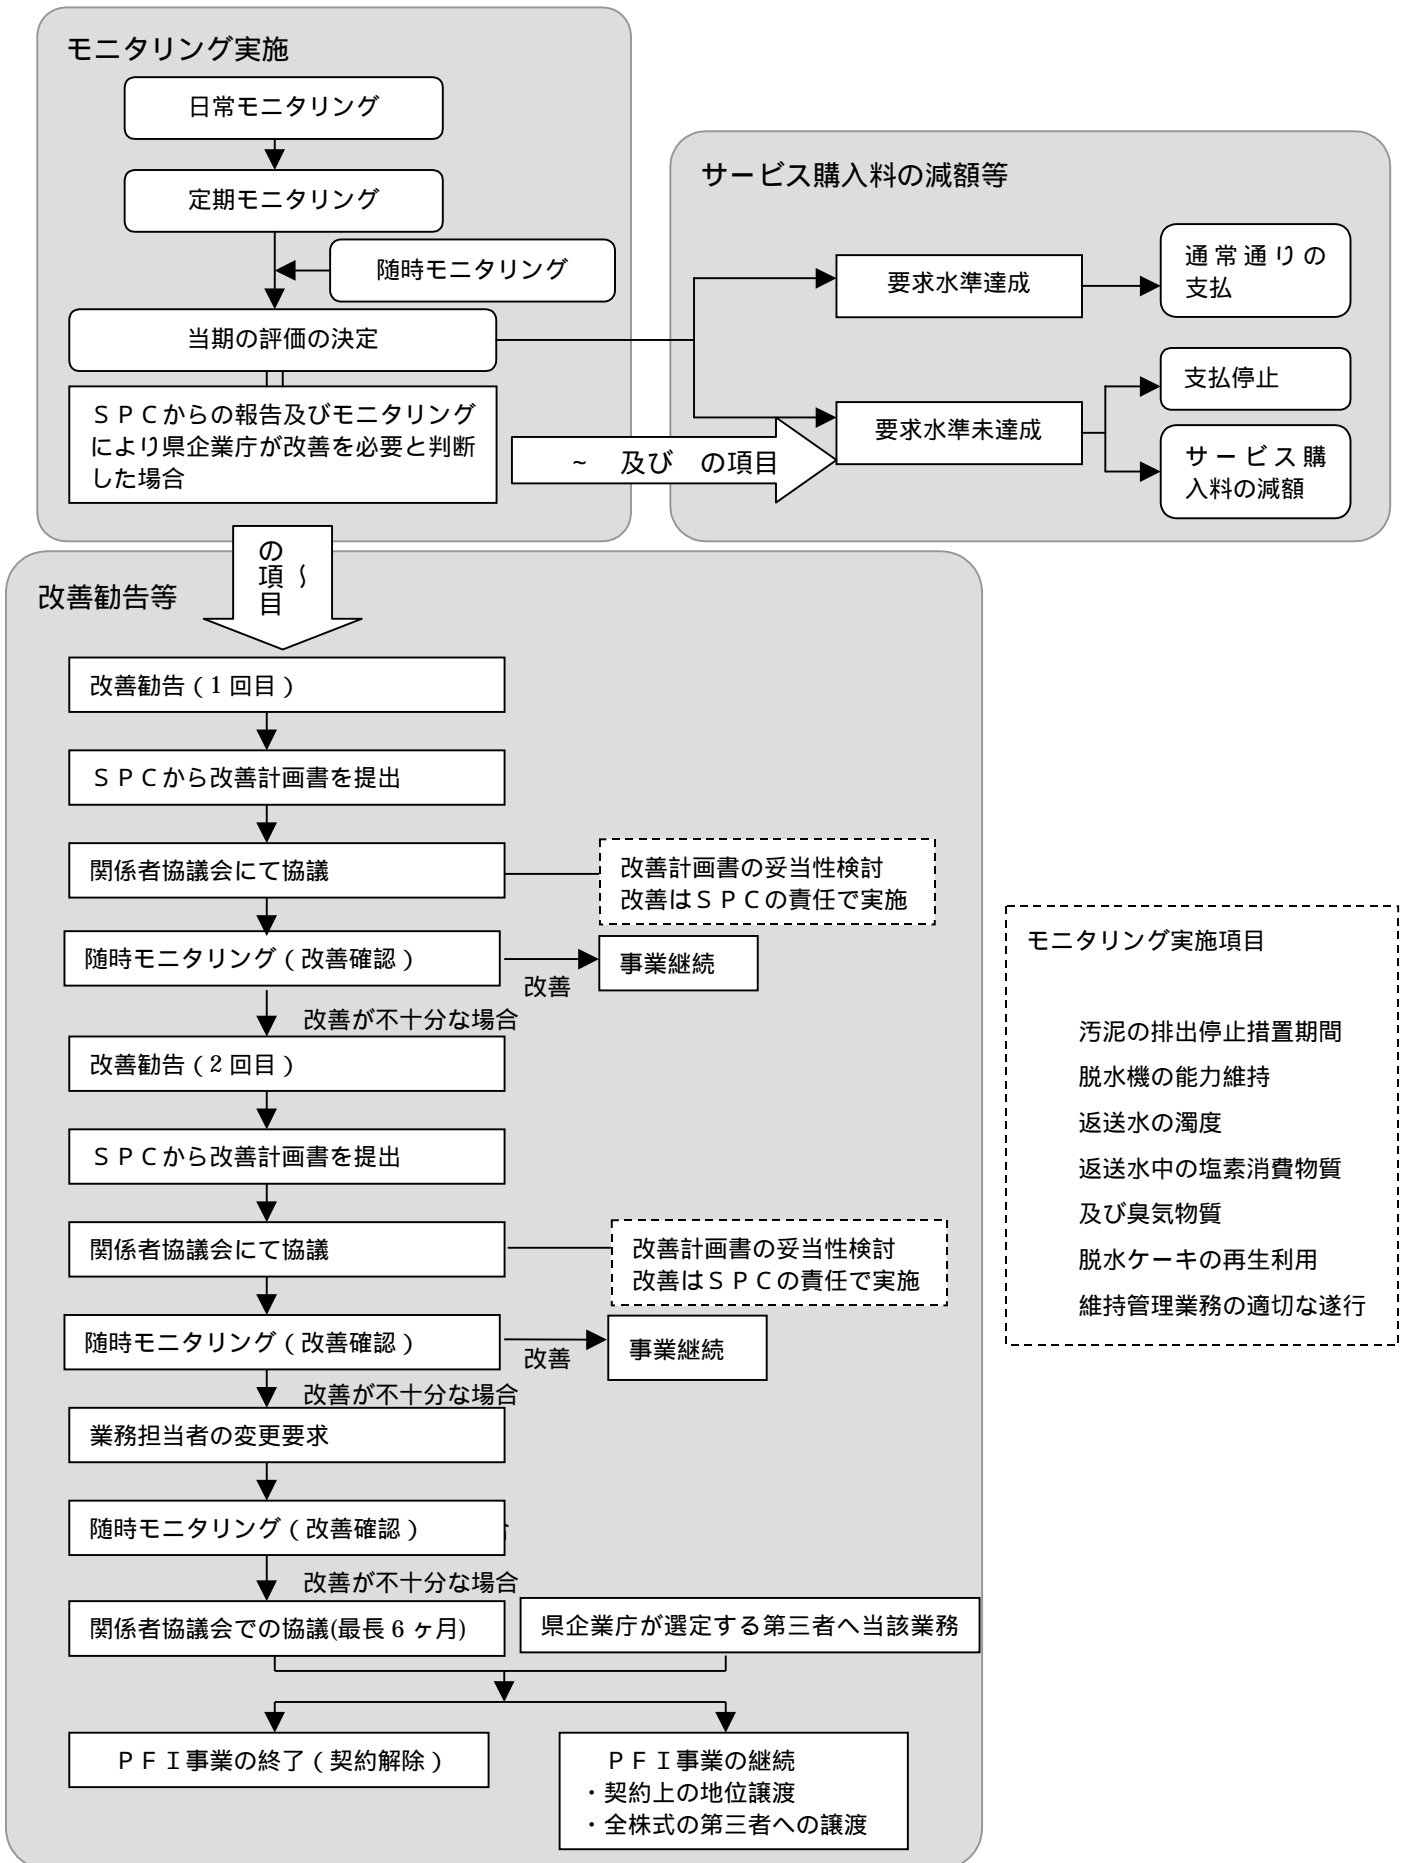 モニタリング実施
日常モニタリング
定期モニタリング
随時モニタリング
当期の評価の決定
ＳＰＣからの報告及びモニタリング
により県企業庁が改善を必要と判断
した場合
サービス購入料の減額等
要求水準達成
通常通りの
支払
要求水準未達成
支払停止
サービス購
入料の減額
～　及び　の項目
～
の項目
改善勧告等
改善勧告（1 回目）
ＳＰＣから改善計画書を提出
関係者協議会にて協議
改善計画書の妥当性検討
改善はＳＰＣの責任で実施
随時モニタリング（改善確認）
改善
事業継続
改善が不十分な場合
改善勧告（2 回目）
ＳＰＣから改善計画書を提出
関係者協議会にて協議
改善計画書の妥当性検討
改善はＳＰＣの責任で実施
随時モニタリング（改善確認）
改善
事業継続
改善が不十分な場合
業務担当者の変更要求
随時モニタリング（改善確認）
改善が不十分な場合
関係者協議会での協議(最長 6 ヶ月)
県企業庁が選定する第三者へ当該業務
ＰＦＩ事業の終了（契約解除）
ＰＦＩ事業の継続
・契約上の地位譲渡
・全株式の第三者への譲渡
モニタリング実施項目
汚泥の排出停止措置期間
脱水機の能力維持
返送水の濁度
返送水中の塩素消費物質
及び臭気物質
脱水ケーキの再生利用
維持管理業務の適切な遂行